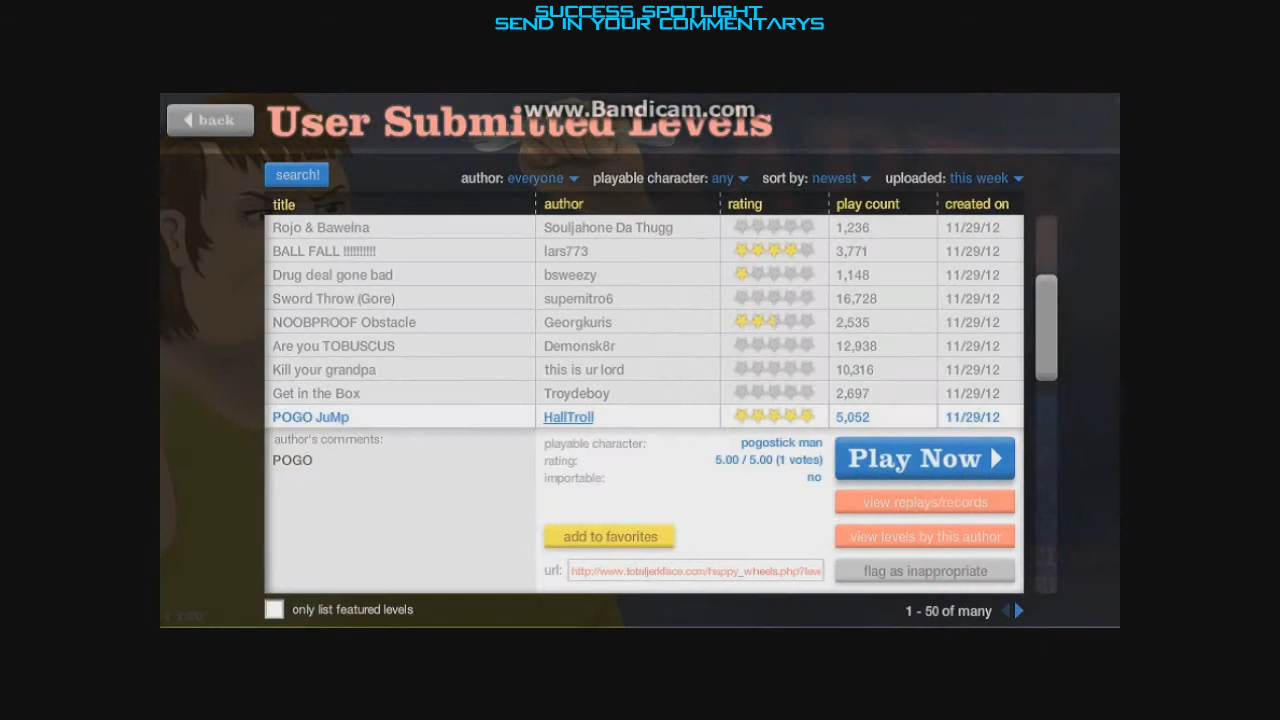 SUCCESS SPOTLIGHT
SEND IN YOUR COMMENTARYS
www.Bandicam.com
back
User Submitted Levels
search!
author: everyone playable character: any sort by: newest uploaded: this week
title author rating play count created on
Rojo & Bawelna Souljahone Da Thugg 1,236 11/29/12
BALL FALL !!!!!!!!!! lars773 3,771 11/29/12
Drug deal gone bad bsweezy 1,148 11/29/12
Sword Throw (Gore) supernitro6 16,728 11/29/12
NOOBPROOF Obstacle Georgkuris 2,535 11/29/12
Are you TOBUSCUS Demonsk8r 12,938 11/29/12
Kill your grandpa this is ur lord 10,316 11/29/12
Get in the Box Troydeboy 2,697 11/29/12
POGO JuMp HallTroll 5,052 11/29/12
author's comments:
POGO
playable character: pogostick man
rating: 5.00 / 5.00 (1 votes)
importable: no
Play Now
view replays/records
add to favorites
view levels by this author
url: http://www.totaljerkface.com/happy_wheels.php?leve
flag as inappropriate
only list featured levels
1 - 50 of many